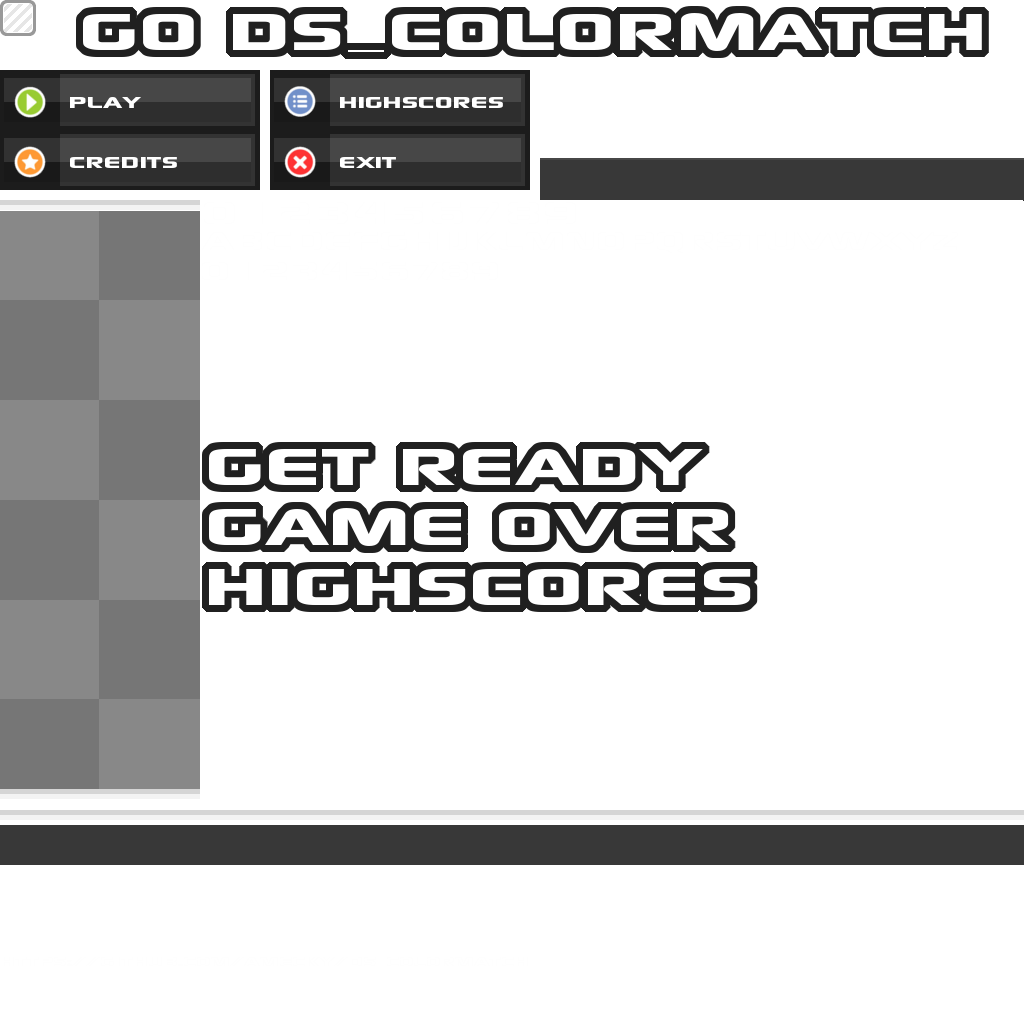 GO DS_COLORMATCH
PLAY
HIGHSCORES
CREDITS
EXIT
GET READY
GAME OVER
HIGHSCORES